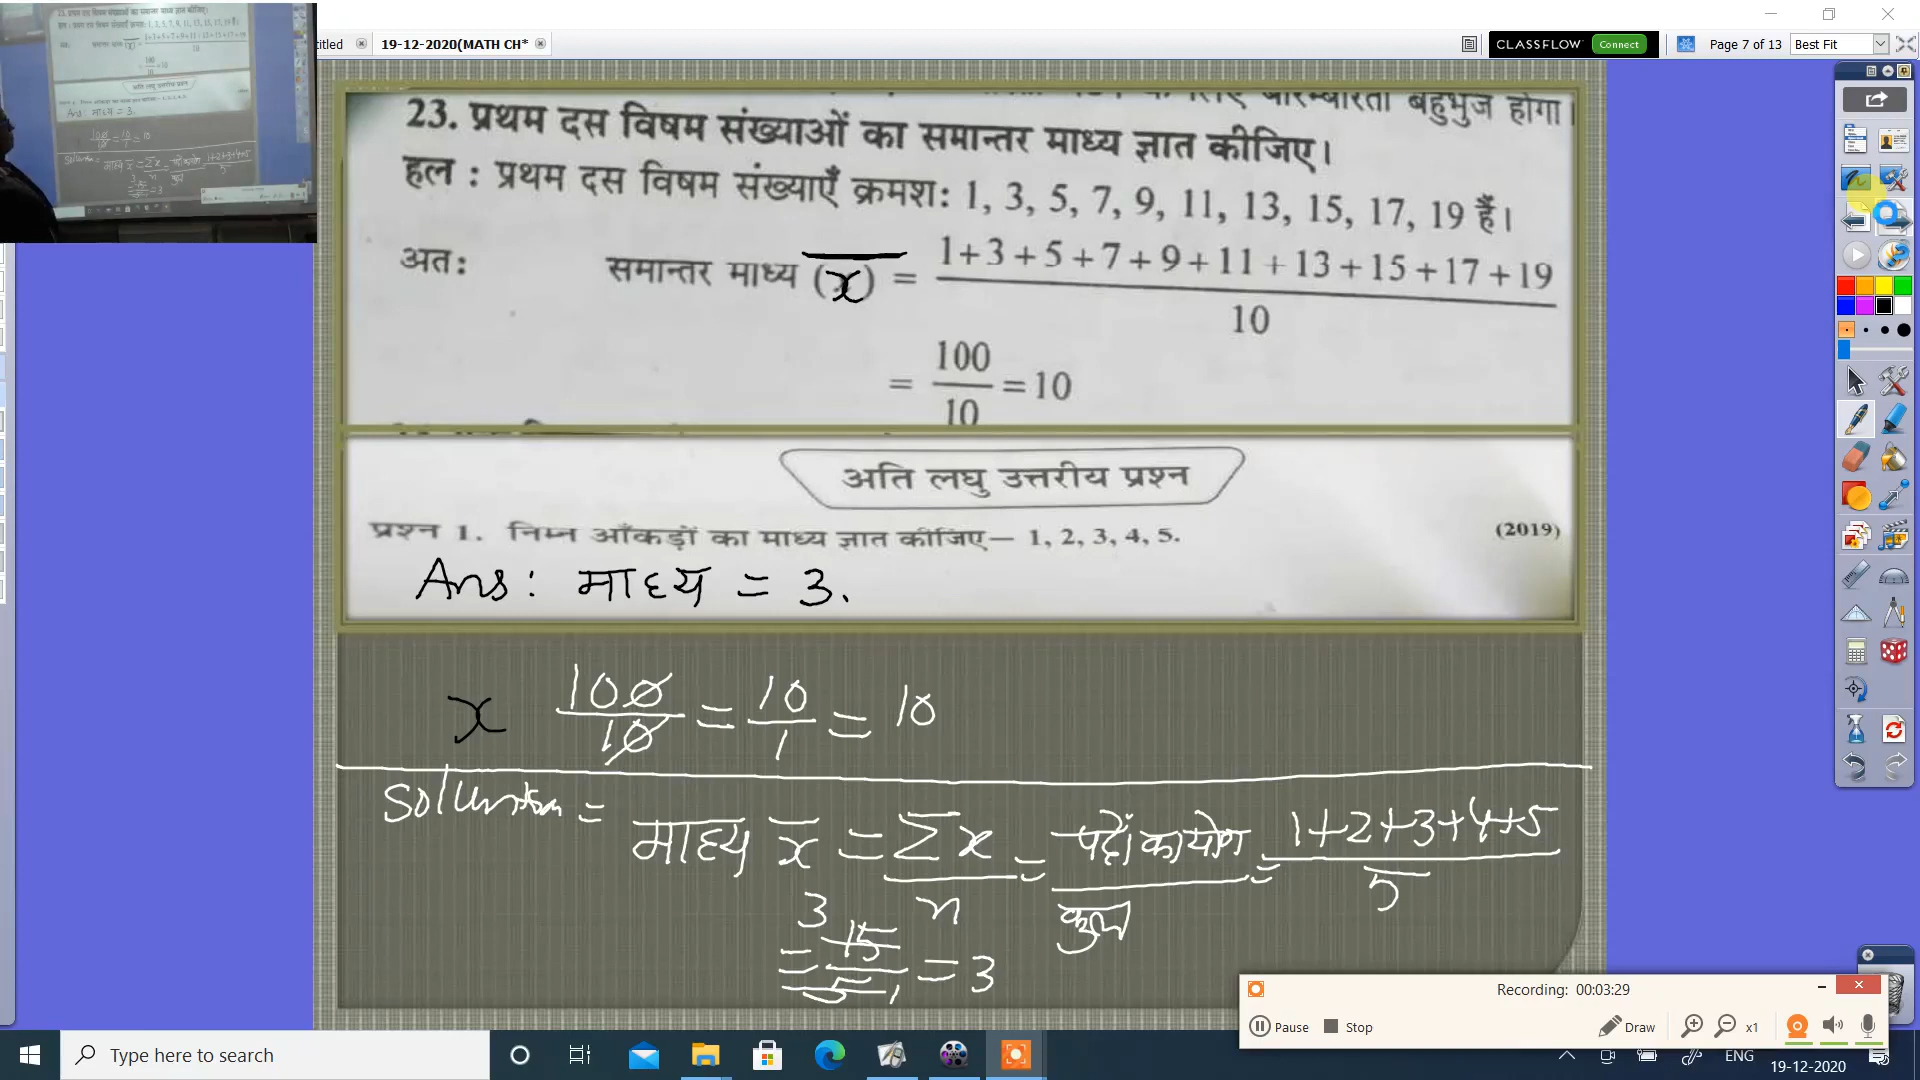 19-12-2020(MATH CH*
CLASSFLOW Connect
Page 7 of 13 Best Fit
बहुभुज होगा।
23. प्रथम दस विषम संख्याओं का समान्तर माध्य ज्ञात कीजिए।
हल : प्रथम दस विषम संख्याएँ क्रमश: 1, 3, 5, 7, 9, 11, 13, 15, 17, 19 हैं।
अत: समान्तर माध्य (x) = 1+3+5+7+9+11+13+15+17+19
10
= 100
10 = 10
अति लघु उत्तरीय प्रश्न
प्रश्न 1. निम्न आँकड़ों का माध्य ज्ञात कीजिए— 1, 2, 3, 4, 5. (2019)
Ans: माध्य = 3.
x 100/10 = 10/1 = 10
Solution =
माध्य x̄ = Σx/n = पदों का योग/कुल = 1+2+3+4+5/5
= 15/5 = 3
3 1
Recording: 00:03:29
Pause Stop Draw x1
Type here to search
ENG
19-12-2020